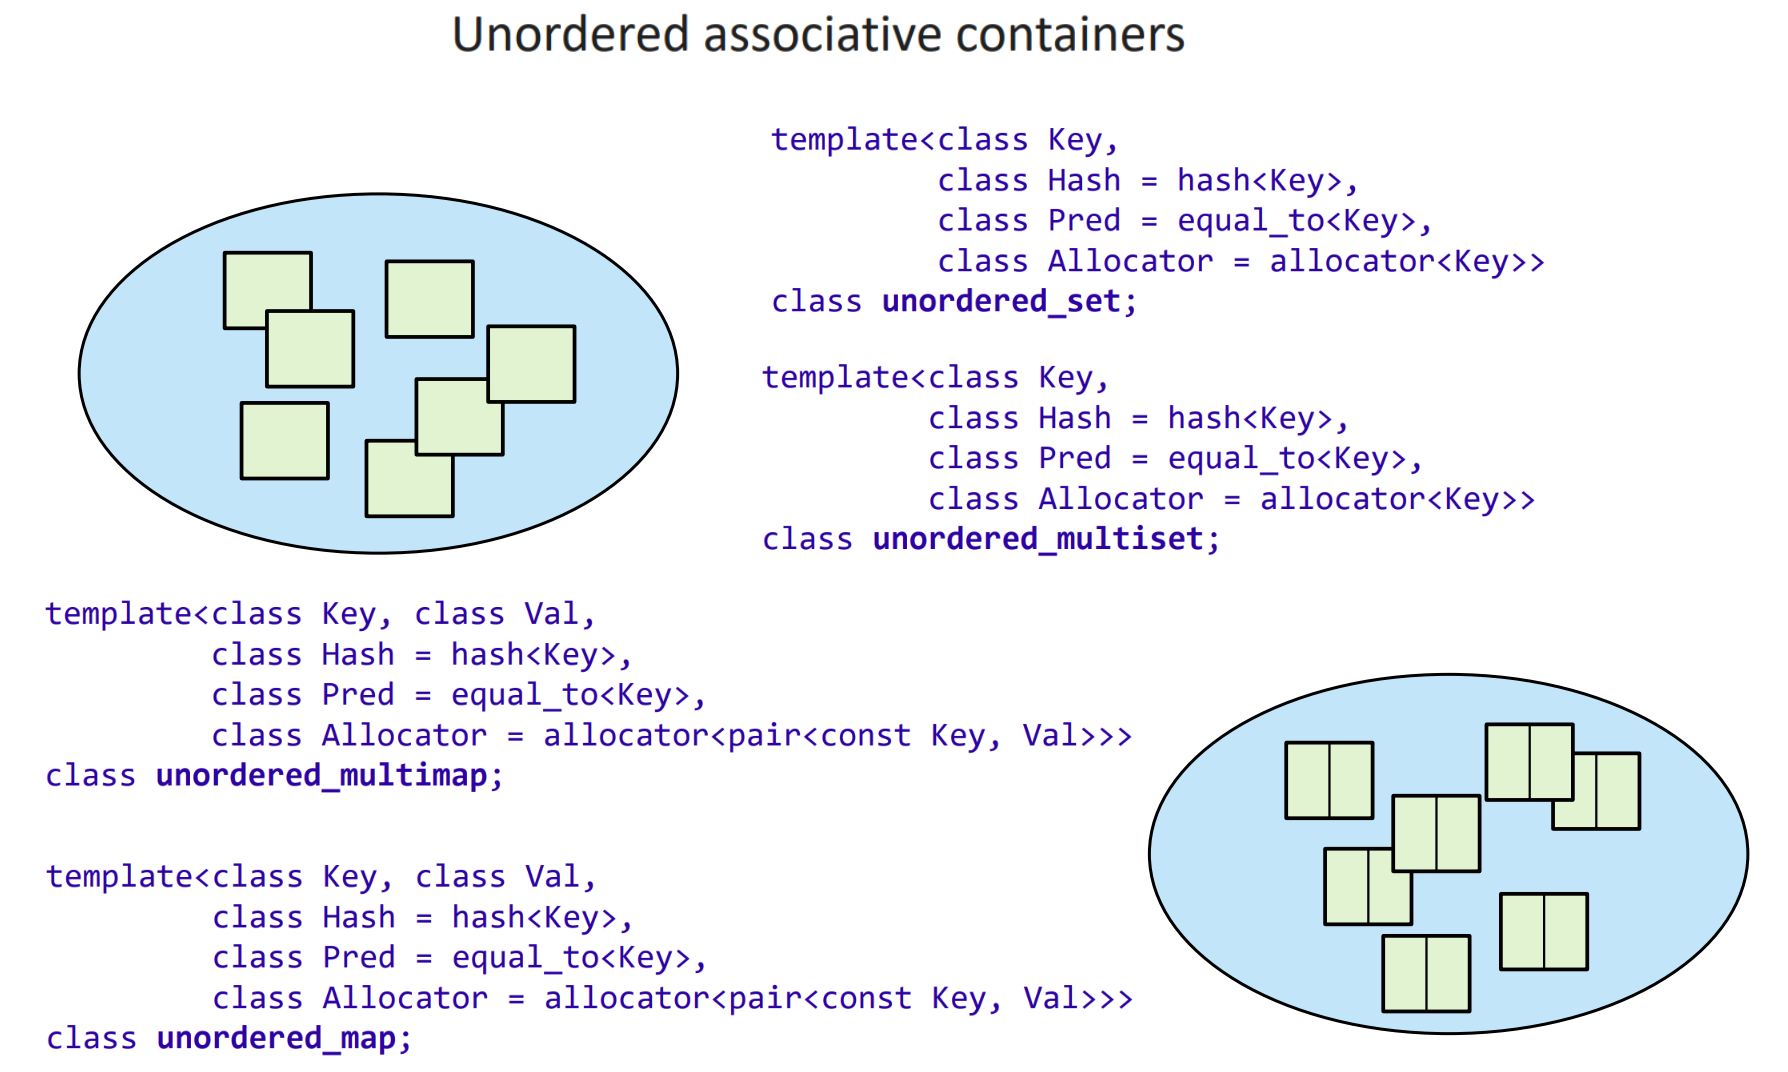 Unordered associative containers
template<class Key,
class Hash = hash<Key>,
class Pred = equal_to<Key>,
class Allocator = allocator<Key>>
class unordered_set;
template<class Key,
class Hash = hash<Key>,
class Pred = equal_to<Key>,
class Allocator = allocator<Key>>
class unordered_multiset;
template<class Key, class Val,
class Hash = hash<Key>,
class Pred = equal_to<Key>,
class Allocator = allocator<pair<const Key, Val>>>
class unordered_multimap;
template<class Key, class Val,
class Hash = hash<Key>,
class Pred = equal_to<Key>,
class Allocator = allocator<pair<const Key, Val>>>
class unordered_map;